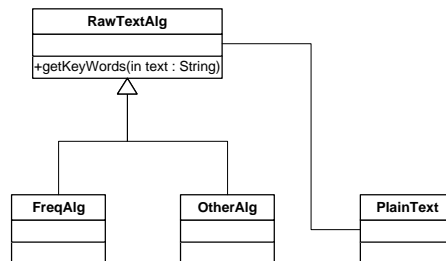 RawTextAlg
+getKeyWords(in text : String)
FreqAlg
OtherAlg
PlainText